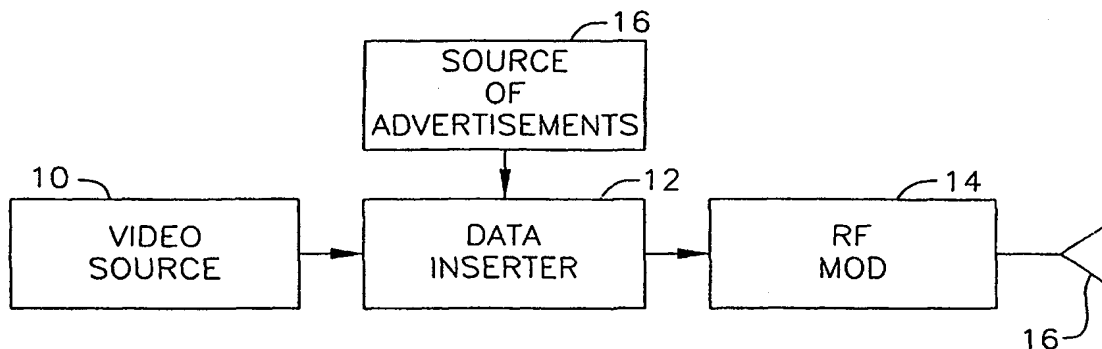 16
SOURCE
OF
ADVERTISEMENTS
10
12
14
VIDEO
SOURCE
DATA
INSERTER
RF
MOD
16